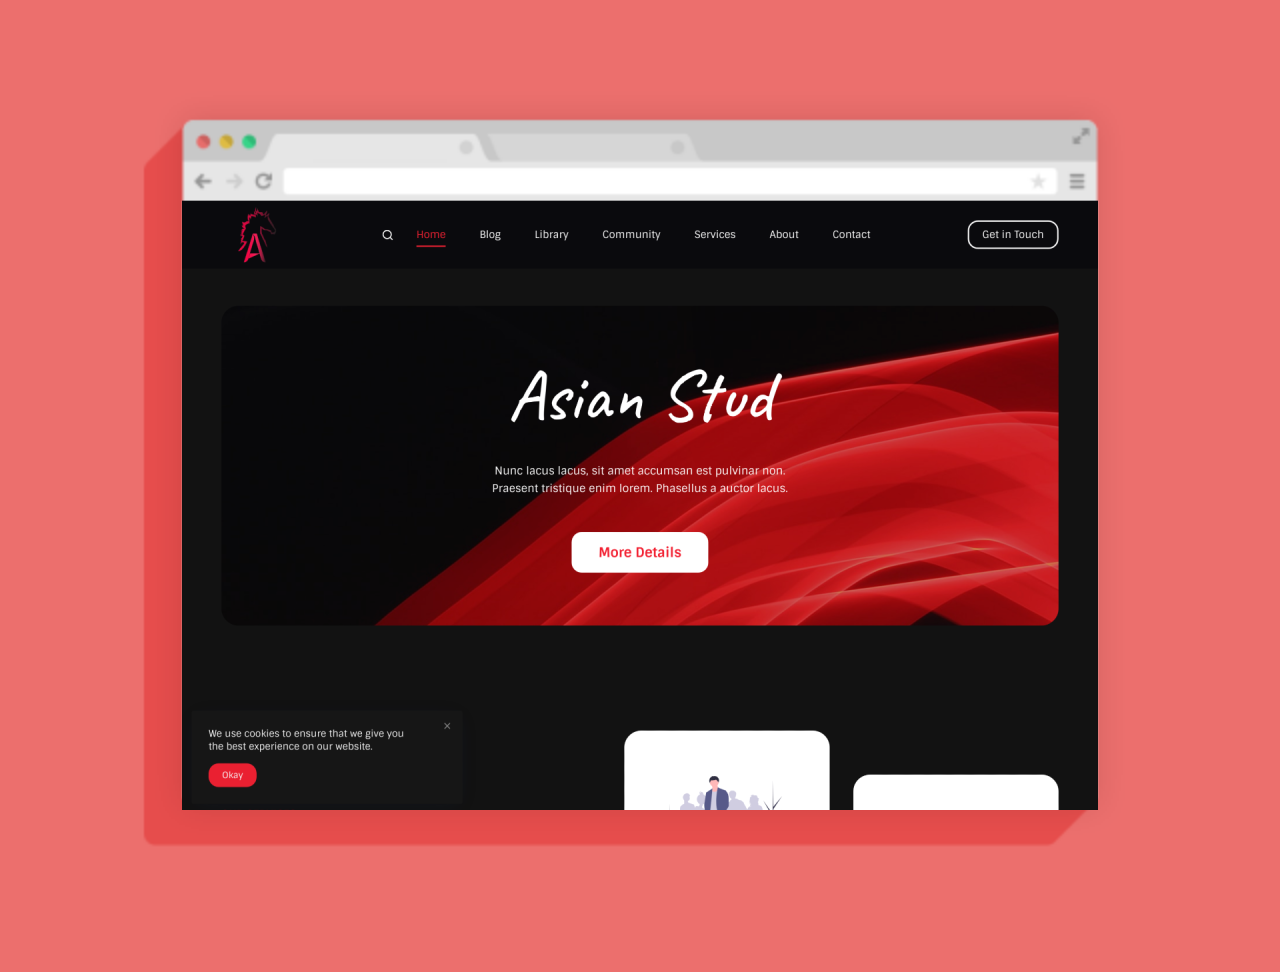 Home
Blog
Library
Community
Services
About
Contact
Get in Touch
Asian Stud
Nunc lacus lacus, sit amet accumsan est pulvinar non.
Praesent tristique enim lorem. Phasellus a auctor lacus.
More Details
We use cookies to ensure that we give you
the best experience on our website.
Okay